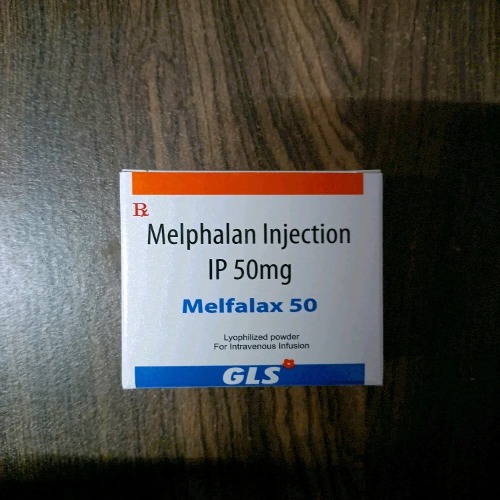 ℞
Melphalan Injection
IP 50mg
Melfalax 50
Lyophilized powder
For Intravenous Infusion
GLS